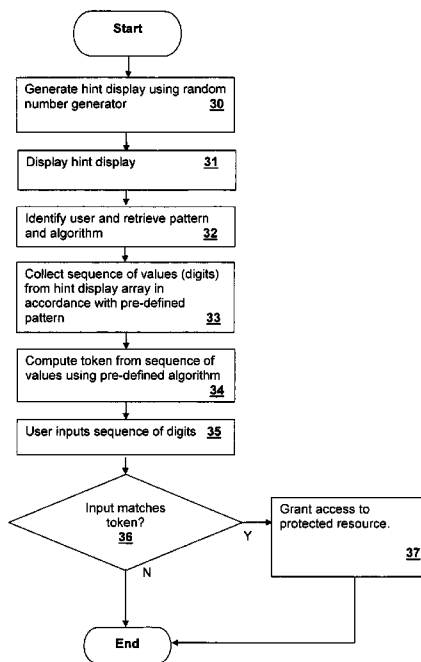 Start
Generate hint display using random
number generator
30
Display hint display 31
Identify user and retrieve pattern
and algorithm 32
Collect sequence of values (digits)
from hint display array in
accordance with pre-defined
pattern 33
Compute token from sequence of
values using pre-defined algorithm
34
User inputs sequence of digits 35
Input matches
token?
36
Y
Grant access to
protected resource.
37
N
End